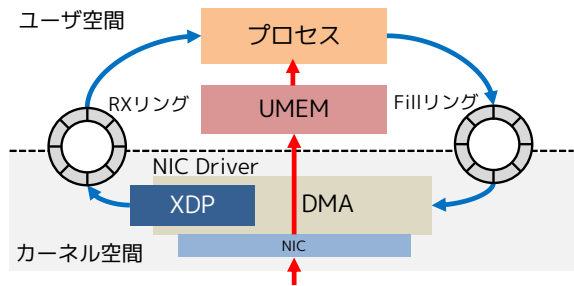 ユーザ空間
プロセス
RXリング
UMEM
Fillリング
NIC Driver
XDP
DMA
カーネル空間
NIC